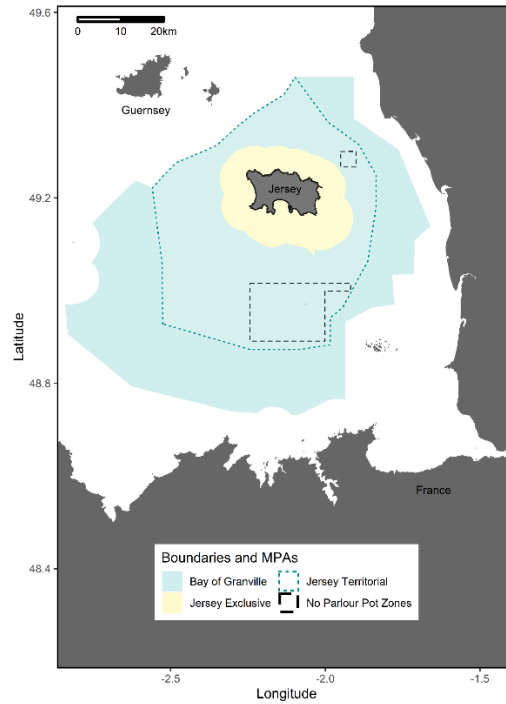 49.6
0 10 20km
Guernsey
49.2
Jersey
Latitude
48.8
France
Boundaries and MPAs
Bay of Granville Jersey Territorial
Jersey Exclusive No Parlour Pot Zones
48.4
-2.5 -2.0 -1.5
Longitude